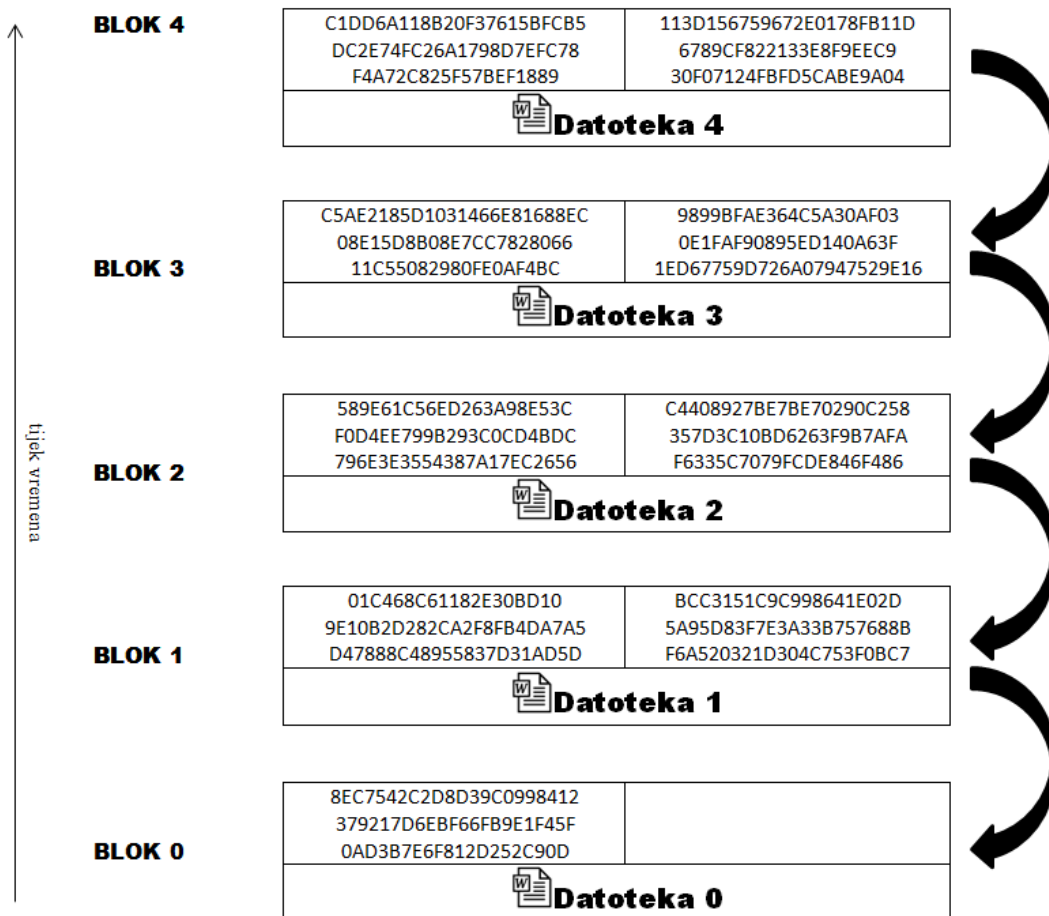 BLOK 4
C1DD6A118B20F37615BFCB5
DC2E74FC26A1798D7EFC78
F4A72C825F57BEF1889
113D156759672E0178FB11D
6789CF822133E8F9EEC9
30F07124FBFD5CABE9A04
Datoteka 4
BLOK 3
C5AE2185D1031466E81688EC
08E15D8B08E7CC7828066
11C55082980FE0AF4BC
9899BFAE364C5A30AF03
0E1FAF90895ED140A63F
1ED67759D726A07947529E16
Datoteka 3
BLOK 2
589E61C56ED263A98E53C
F0D4EE799B293C0CD4BDC
796E3E3554387A17EC2656
C4408927BE7BE70290C258
357D3C10BD6263F9B7AFA
F6335C7079FCDE846F486
Datoteka 2
BLOK 1
01C468C61182E30BD10
9E10B2D282CA2F8FB4DA7A5
D47888C48955837D31AD5D
BCC3151C9C998641E02D
5A95D83F7E3A33B757688B
F6A520321D304C753F0BC7
Datoteka 1
BLOK 0
8EC7542C2D8D39C0998412
379217D6EBF66FB9E1F45F
0AD3B7E6F812D252C90D
Datoteka 0
tijek vremena